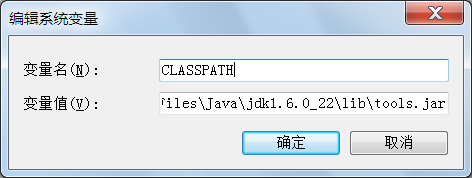 编辑系统变量
变量名(N): CLASSPATH
变量值(V): iles\Java\jdk1.6.0_22\lib\tools.jar
确定 取消